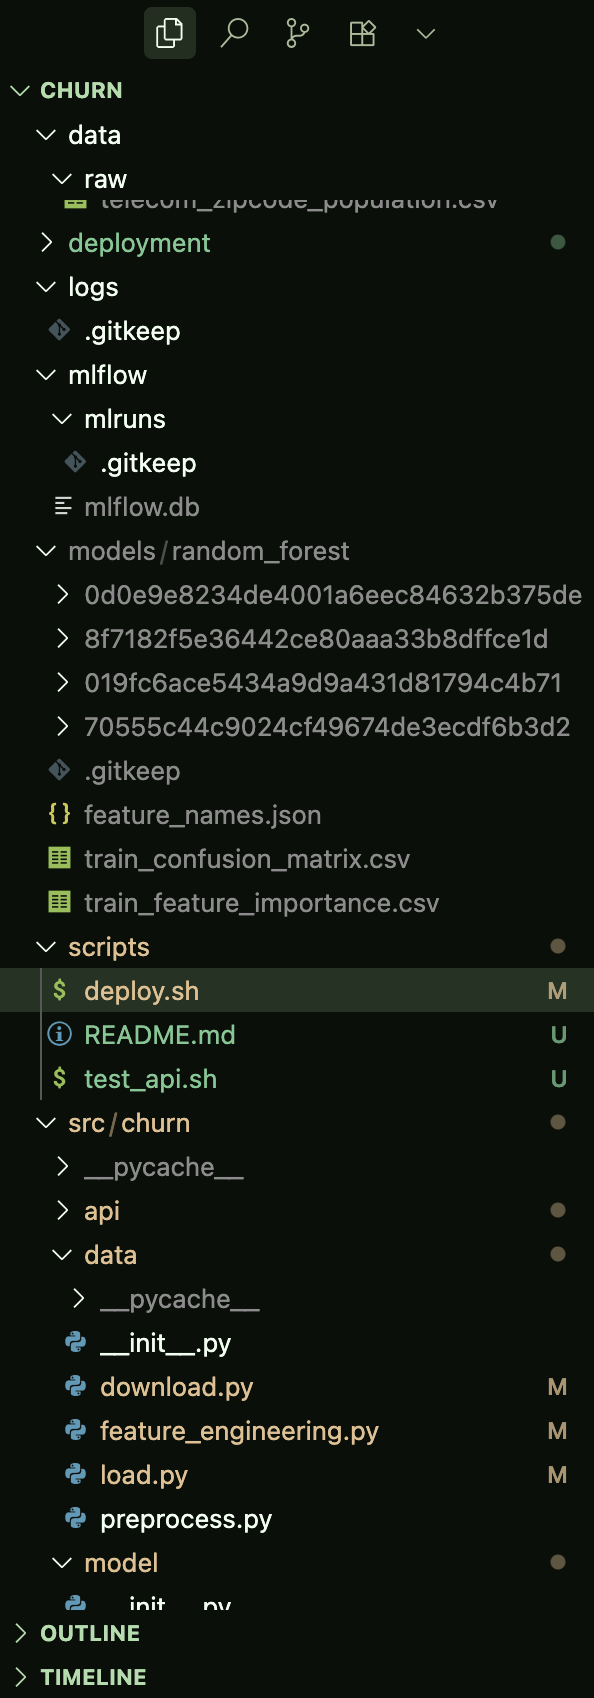 CHURN
data
raw
telecom_zipcode_population.csv
deployment
logs
.gitkeep
mlflow
mlruns
.gitkeep
mlflow.db
models/random_forest
0d0e9e8234de4001a6eec84632b375de
8f7182f5e36442ce80aaa33b8dffce1d
019fc6ace5434a9d9a431d81794c4b71
70555c44c9024cf49674de3ecdf6b3d2
.gitkeep
{} feature_names.json
train_confusion_matrix.csv
train_feature_importance.csv
scripts
$ deploy.sh M
README.md U
$ test_api.sh U
src/churn
__pycache__
api
data
__pycache__
__init__.py
download.py M
feature_engineering.py M
load.py M
preprocess.py
model
__init__.py
OUTLINE
TIMELINE